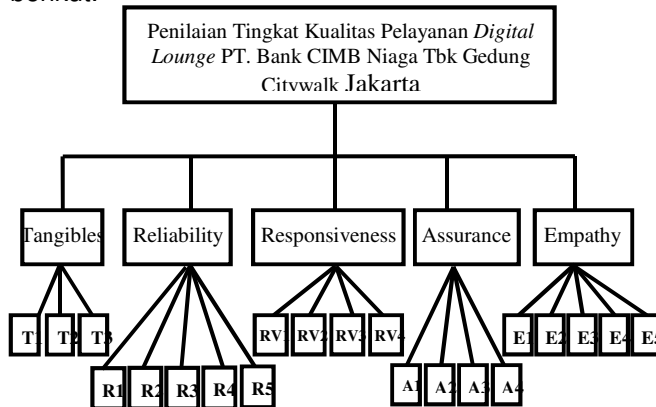 berikut:
Penilaian Tingkat Kualitas Pelayanan Digital
Lounge PT. Bank CIMB Niaga Tbk Gedung
Citywalk Jakarta
Tangibles Reliability Responsiveness Assurance Empathy
T1 T2 T3 RV1 RV2 RV3 RV4 E1 E2 E3 E4 E5
R1 R2 R3 R4 R5 A1 A2 A3 A4